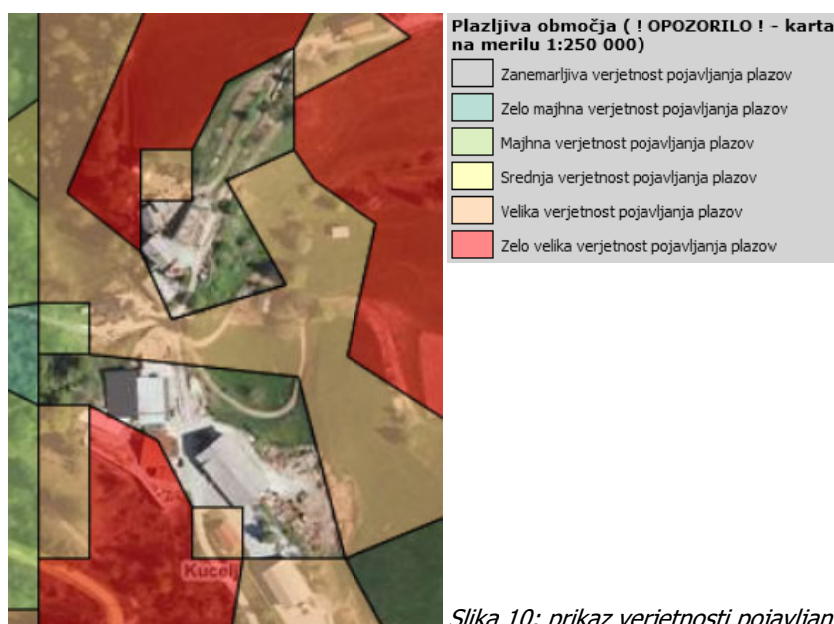 Plazljiva območja ( ! OPOZORILO ! - karta
na merilu 1:250 000)
Zanemarljiva verjetnost pojavljanja plazov
Zelo majhna verjetnost pojavljanja plazov
Majhna verjetnost pojavljanja plazov
Srednja verjetnost pojavljanja plazov
Velika verjetnost pojavljanja plazov
Zelo velika verjetnost pojavljanja plazov
Kucelj
Slika 10: prikaz verjetnosti pojavljan